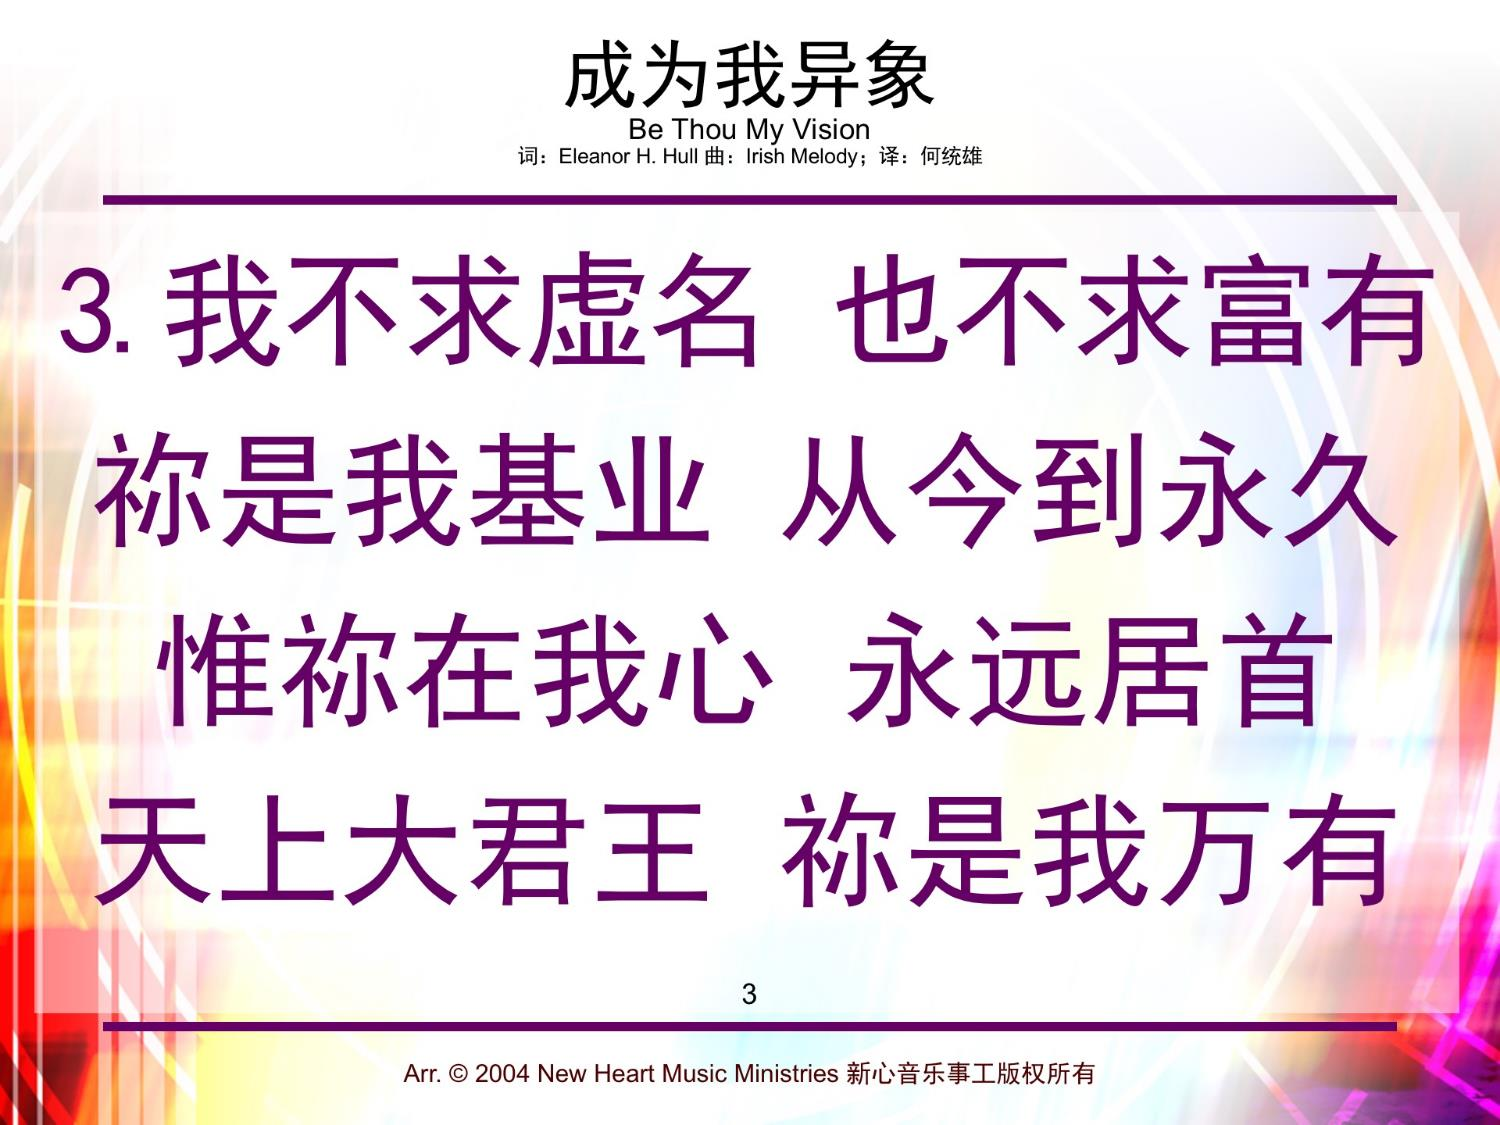 成为我异象
Be Thou My Vision
词：Eleanor H. Hull 曲：Irish Melody；译：何统雄
3. 我不求虚名 也不求富有
祢是我基业 从今到永久
惟祢在我心 永远居首
天上大君王 祢是我万有
3
Arr. © 2004 New Heart Music Ministries 新心音乐事工版权所有